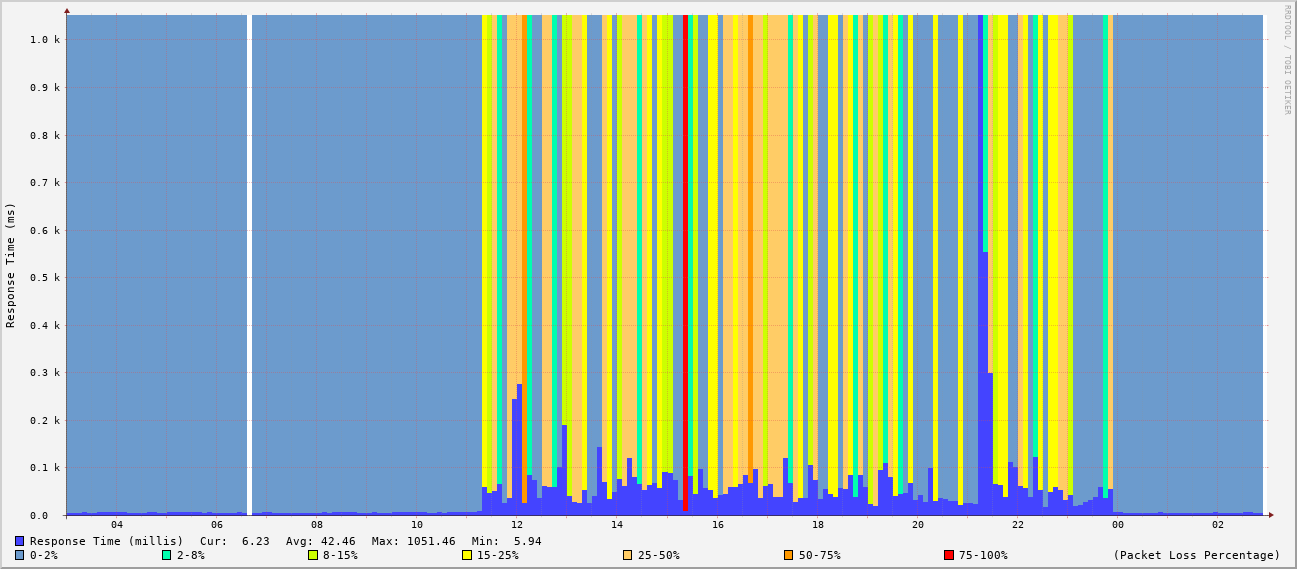 RRDTOOL / TOBI OETIKER
Response Time (ms)
1.0 k
0.9 k
0.8 k
0.7 k
0.6 k
0.5 k
0.4 k
0.3 k
0.2 k
0.1 k
0.0
04 06 08 10 12 14 16 18 20 22 00 02
Response Time (millis) Cur: 6.23 Avg: 42.46 Max: 1051.46 Min: 5.94
0-2% 2-8% 8-15% 15-25% 25-50% 50-75% 75-100% (Packet Loss Percentage)